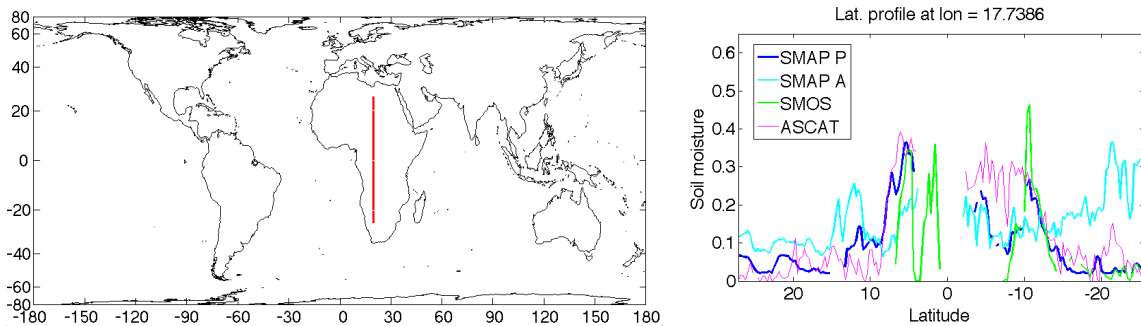 80
60
40
20
0
-20
-40
-60
-80
-180 -150 -120 -90 -60 -30 0 30 60 90 120 150 180
Lat. profile at lon = 17.7386
Soil moisture
0.6
0.5
0.4
0.3
0.2
0.1
0
SMAP P
SMAP A
SMOS
ASCAT
20 10 0 -10 -20
Latitude